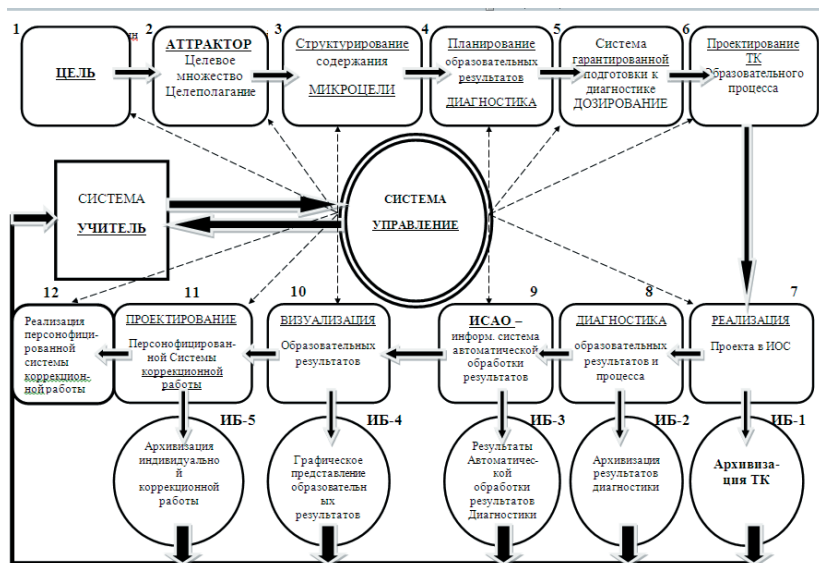 1
2
3
4
5
6
ЦЕЛЬ
АТТРАКТОР
Целевое
множество
Целеполагание
Структурирование
содержания
МИКРОЦЕЛИ
Планирование
образовательных
результатов
ДИАГНОСТИКА
Система
гарантированной
подготовки к
диагностике
ДОЗИРОВАНИЕ
Проектирование
ТК
Образовательного
процесса
СИСТЕМА
УЧИТЕЛЬ
СИСТЕМА
УПРАВЛЕНИЕ
12
11
10
9
8
7
Реализация
персонофици-
рованной
системы
коррекцион-
ной работы
ПРОЕКТИРОВАНИЕ
Персонофицирован-
ной Системы
коррекционной
работы
ВИЗУАЛИЗАЦИЯ
Образовательных
результатов
ИСАО –
информ. система
автоматической
обработки
результатов
ДИАГНОСТИКА
образовательных
результатов и
процесса
РЕАЛИЗАЦИЯ
Проекта в ИОС
ИБ-5
ИБ-4
ИБ-3
ИБ-2
ИБ-1
Архивизация
индивидуально
й
коррекционной
работы
Графическое
представление
образовательн
ых
результатов
Результаты
Автоматичес-
кой
обработки
результатов
Диагностики
Архивизация
результатов
диагностики
Архивиза-
ция ТК